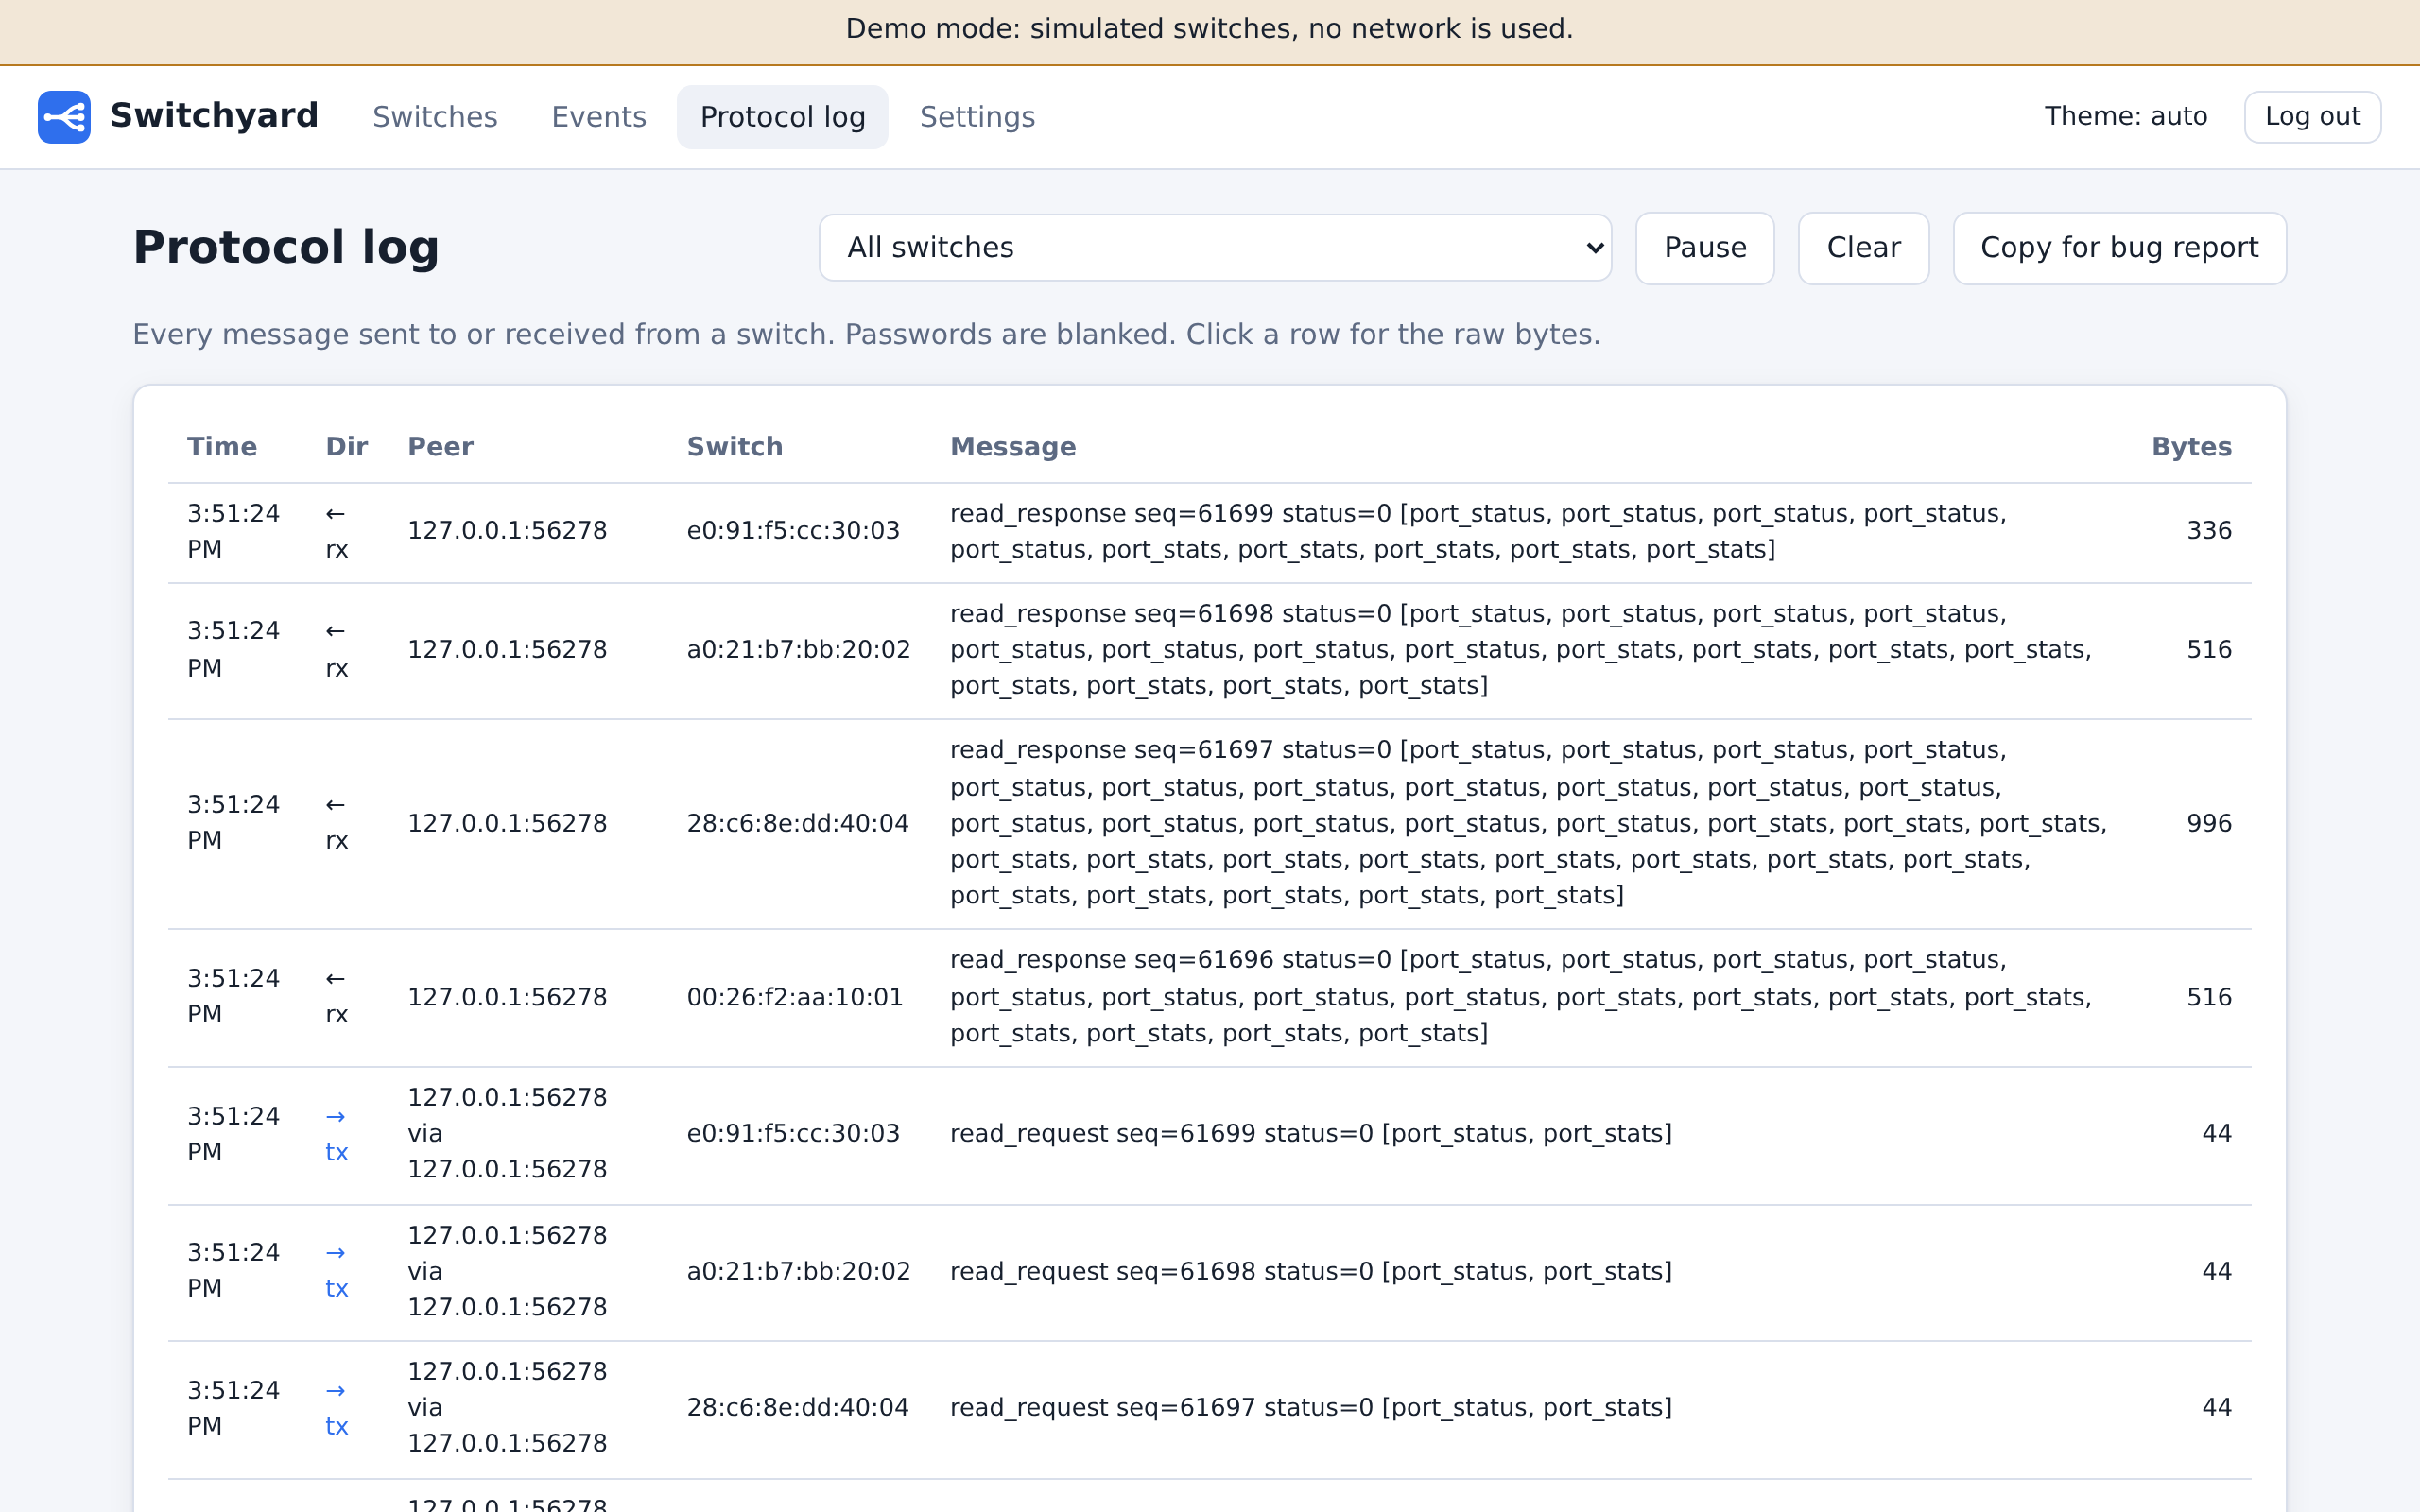 Demo mode: simulated switches, no network is used.
Switchyard Switches Events Protocol log Settings Theme: auto Log out
Protocol log All switches Pause Clear Copy for bug report
Every message sent to or received from a switch. Passwords are blanked. Click a row for the raw bytes.
Time Dir Peer Switch Message Bytes
3:51:24 PM ← rx 127.0.0.1:56278 e0:91:f5:cc:30:03 read_response seq=61699 status=0 [port_status, port_status, port_status, port_status,
port_status, port_stats, port_stats, port_stats, port_stats, port_stats] 336
3:51:24 PM ← rx 127.0.0.1:56278 a0:21:b7:bb:20:02 read_response seq=61698 status=0 [port_status, port_status, port_status, port_status,
port_status, port_status, port_status, port_status, port_stats, port_stats, port_stats, port_stats,
port_stats, port_stats, port_stats, port_stats] 516
3:51:24 PM ← rx 127.0.0.1:56278 28:c6:8e:dd:40:04 read_response seq=61697 status=0 [port_status, port_status, port_status, port_status,
port_status, port_status, port_status, port_status, port_status, port_status, port_status,
port_status, port_status, port_status, port_status, port_status, port_stats, port_stats, port_stats,
port_stats, port_stats, port_stats, port_stats, port_stats, port_stats, port_stats, port_stats,
port_stats, port_stats, port_stats, port_stats, port_stats] 996
3:51:24 PM ← rx 127.0.0.1:56278 00:26:f2:aa:10:01 read_response seq=61696 status=0 [port_status, port_status, port_status, port_status,
port_status, port_status, port_status, port_status, port_stats, port_stats, port_stats, port_stats,
port_stats, port_stats, port_stats, port_stats] 516
3:51:24 PM → tx 127.0.0.1:56278 via 127.0.0.1:56278 e0:91:f5:cc:30:03 read_request seq=61699 status=0 [port_status, port_stats] 44
3:51:24 PM → tx 127.0.0.1:56278 via 127.0.0.1:56278 a0:21:b7:bb:20:02 read_request seq=61698 status=0 [port_status, port_stats] 44
3:51:24 PM → tx 127.0.0.1:56278 via 127.0.0.1:56278 28:c6:8e:dd:40:04 read_request seq=61697 status=0 [port_status, port_stats] 44